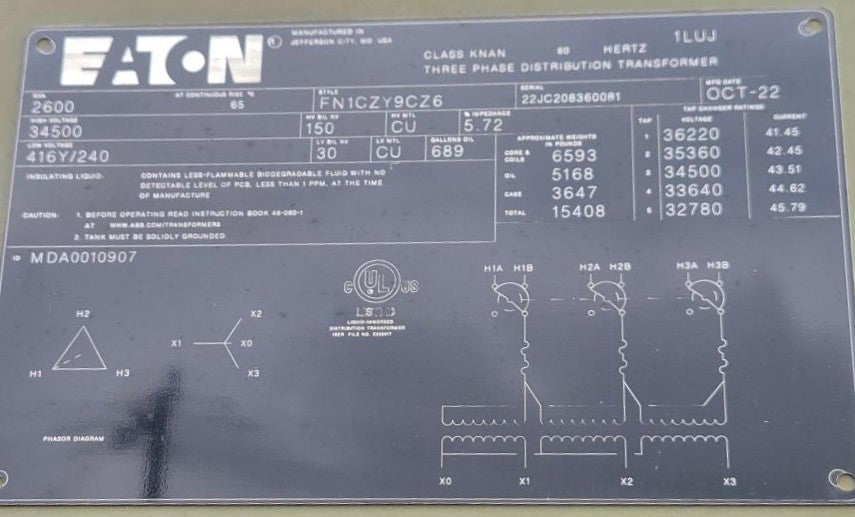 EATON
MANUFACTURED IN
JEFFERSON CITY, MO USA
CLASS KNAN 60 HERTZ 1LUJ
THREE PHASE DISTRIBUTION TRANSFORMER
KVA AT CONTINUOUS RISE °C STYLE SERIAL MFG DATE
2600 65 FN1CZY9CZ6 22JC208360081 OCT-22
HIGH VOLTAGE HV BIL KV HV MTL % IMPEDANCE
34500 150 CU 5.72
LOW VOLTAGE LV BIL KV LV MTL GALLONS OIL
416Y/240 30 CU 689
APPROXIMATE WEIGHTS
IN POUNDS
CORE & COILS 6593
OIL 5168
CASE 3647
TOTAL 15408
TAP CHANGER RATINGS
TAP VOLTAGE CURRENT
1 36220 41.45
2 35360 42.45
3 34500 43.51
4 33640 44.62
5 32780 45.79
INSULATING LIQUID: CONTAINS LESS-FLAMMABLE BIODEGRADABLE FLUID WITH NO
DETECTABLE LEVEL OF PCB, LESS THAN 1 PPM, AT THE TIME
OF MANUFACTURE
CAUTION: 1. BEFORE OPERATING READ INSTRUCTION BOOK 46-060-1
AT WWW.ABB.COM/TRANSFORMERS
2. TANK MUST BE SOLIDLY GROUNDED.
ID MDA0010907
C UL US
LISTED
LIQUID-IMMERSED
DISTRIBUTION TRANSFORMER
H1A H1B H2A H2B H3A H3B
H2
H1 H3
X2
X1 X0
X3
PHASOR DIAGRAM
X0 X1 X2 X3